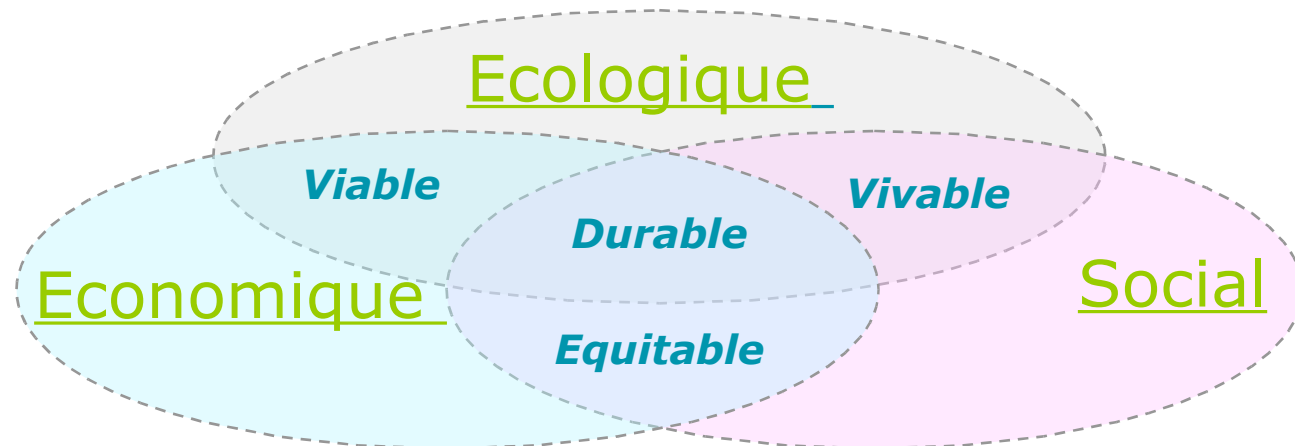 Ecologique
Viable
Vivable
Durable
Economique
Social
Equitable